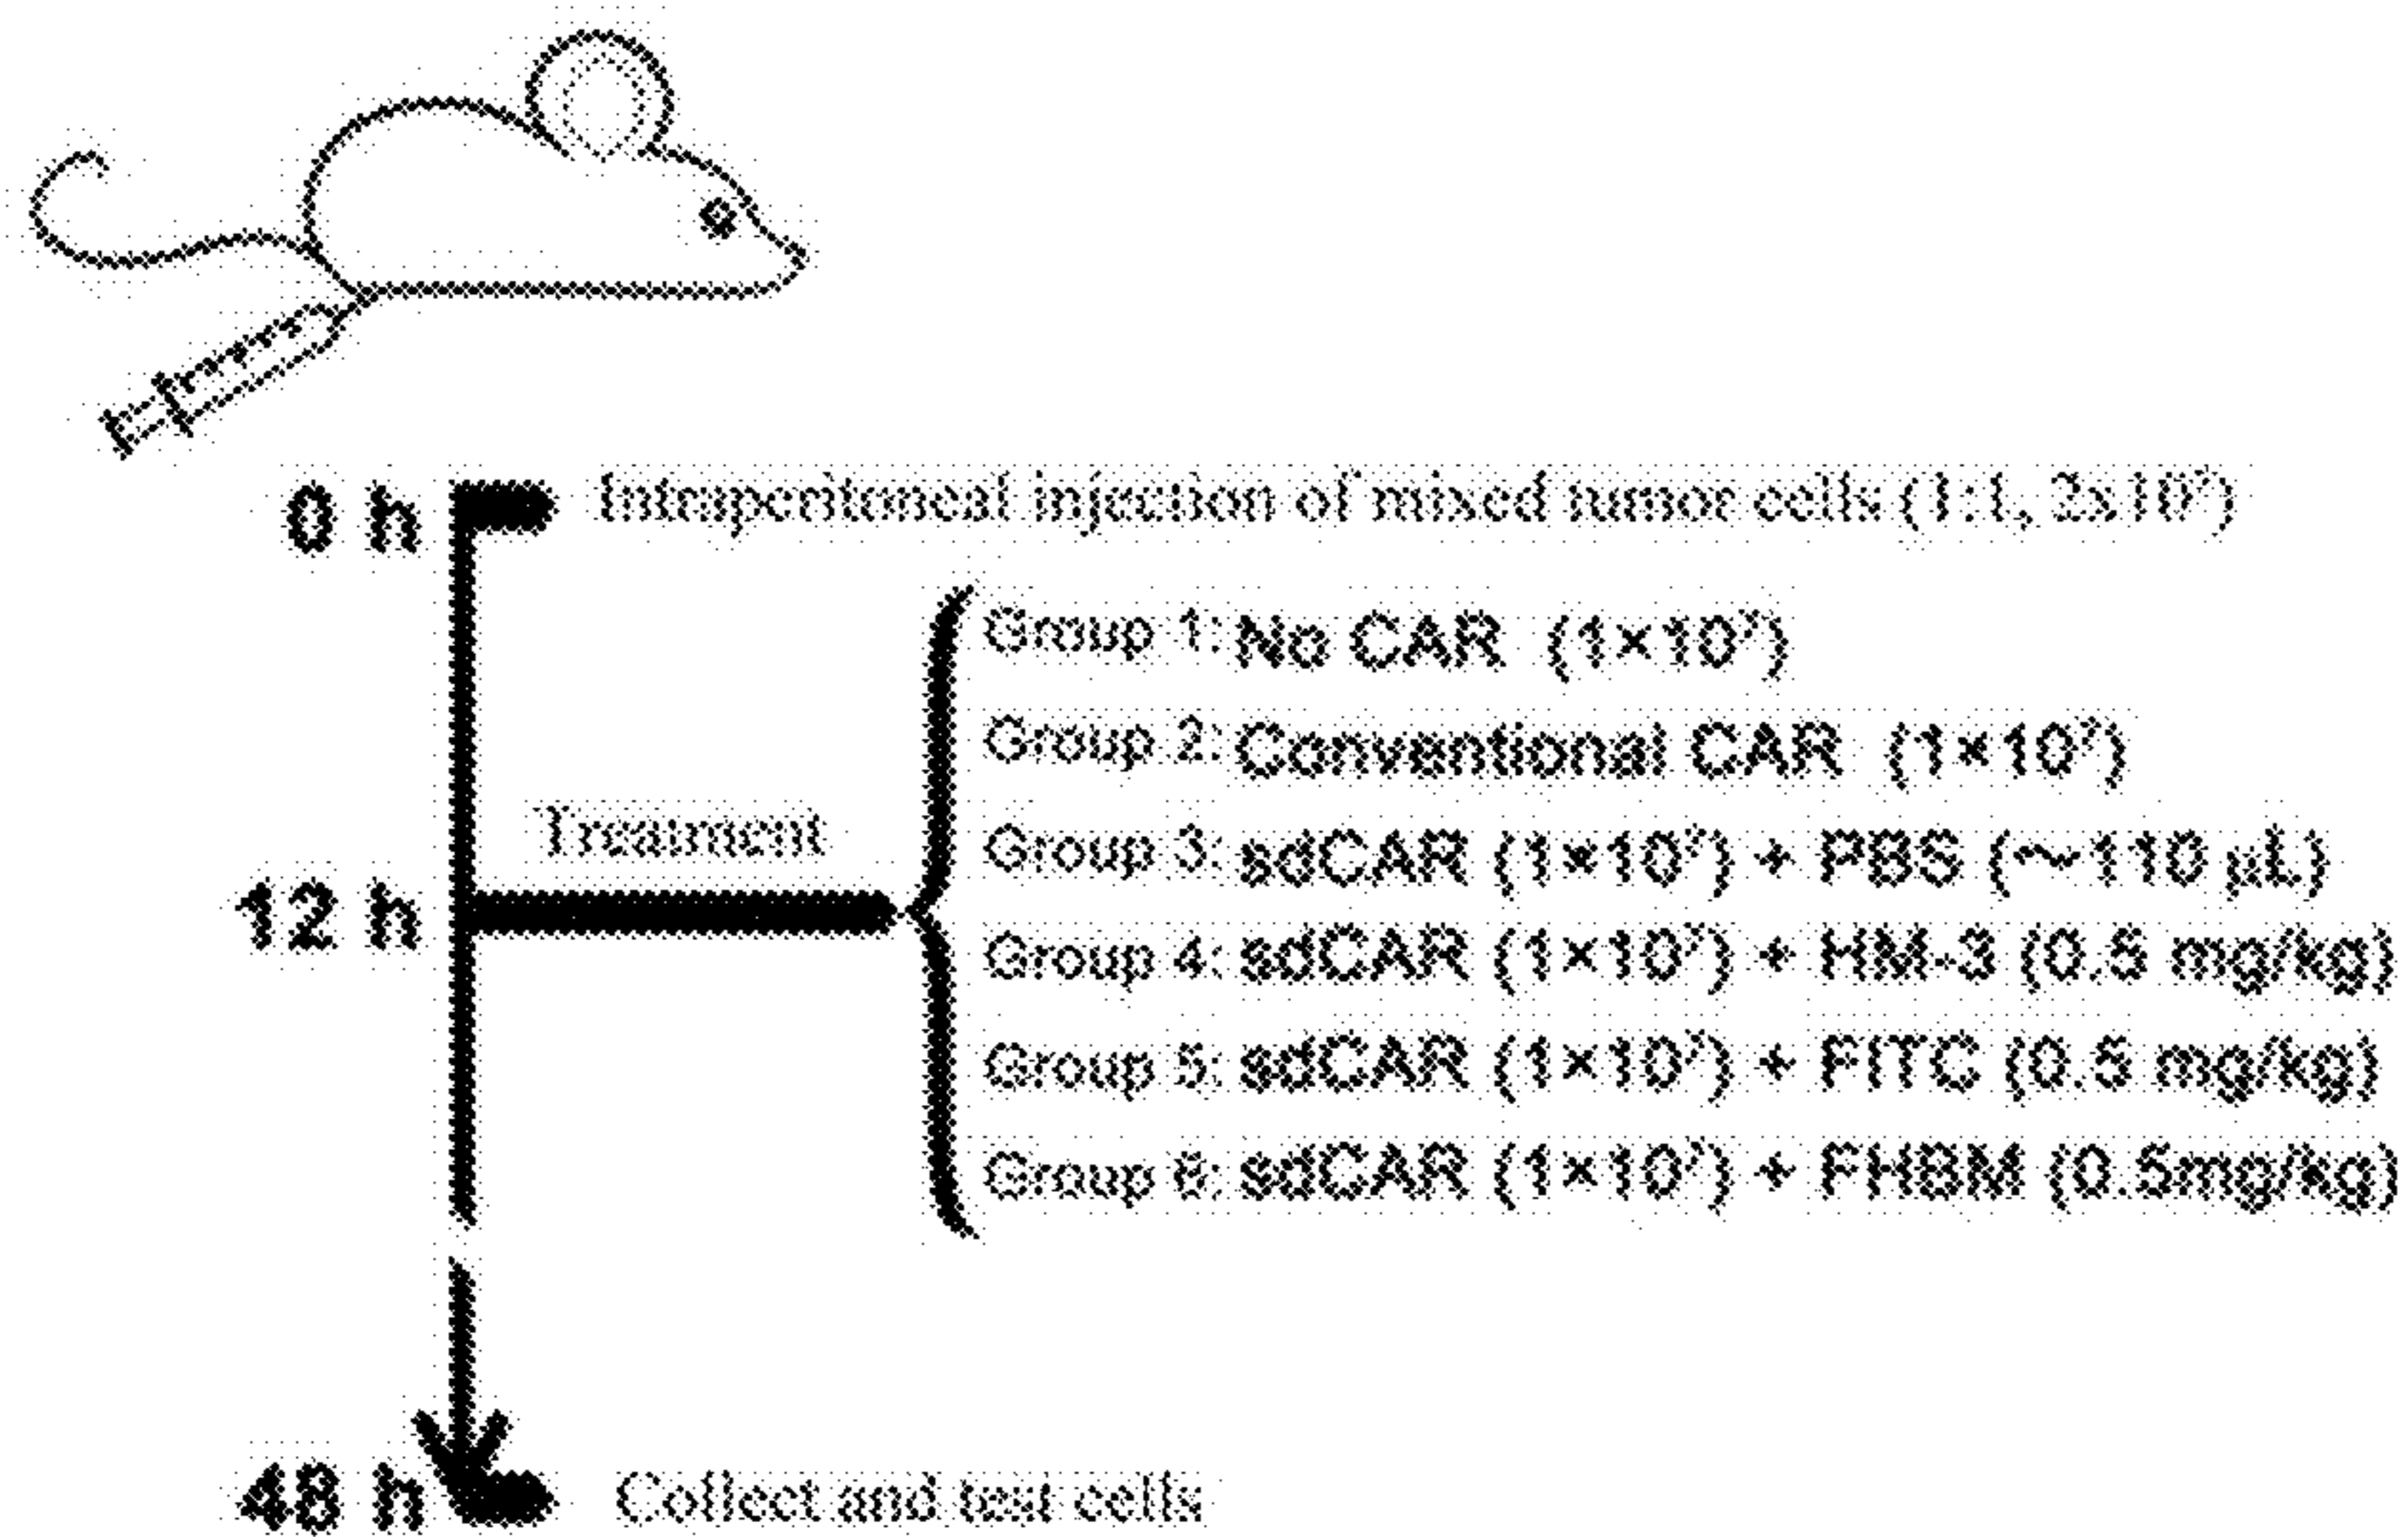 0 h Intraperitoneal injection of mixed tumor cells (1:1, 2x10⁷)
Group 1: No CAR (1×10⁷)
Group 2: Conventional CAR (1×10⁷)
Treatment
Group 3: sdCAR (1×10⁷) + PBS (~110 μL)
12 h
Group 4: sdCAR (1×10⁷) + HM-3 (0.5 mg/kg)
Group 5: sdCAR (1×10⁷) + FITC (0.5 mg/kg)
Group 6: sdCAR (1×10⁷) + FHBM (0.5mg/kg)
48 h Collect and test cells